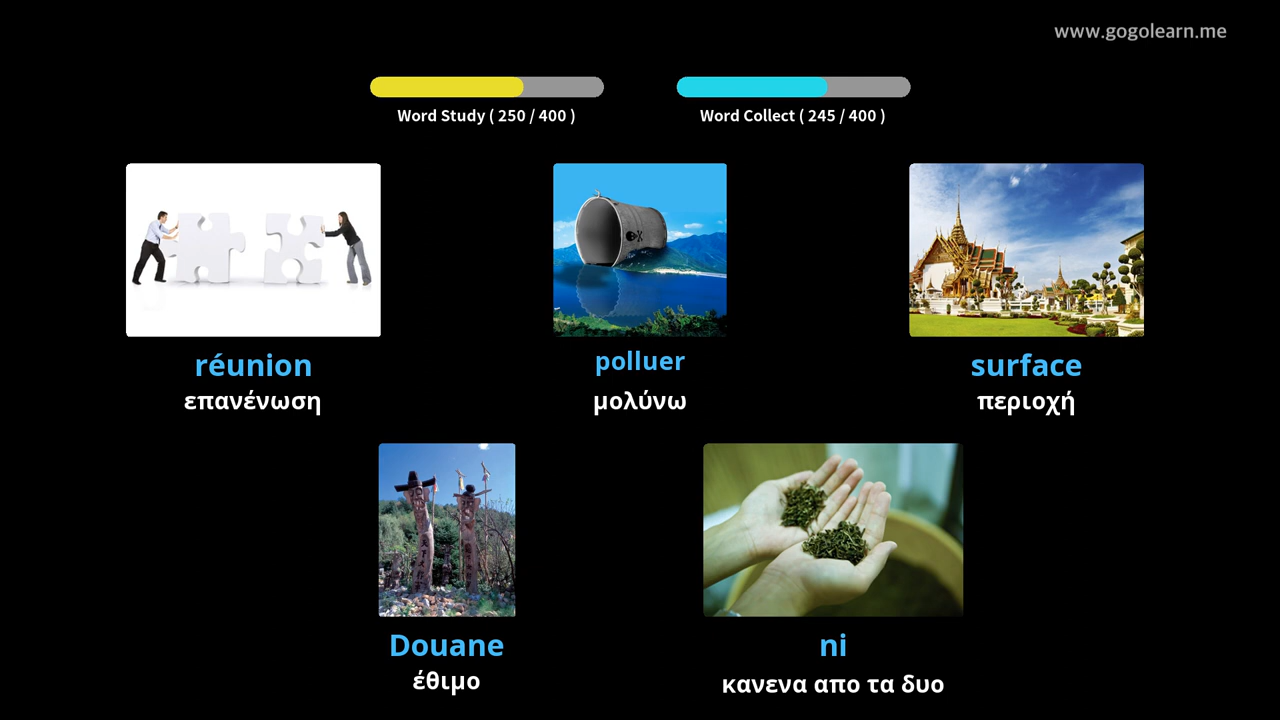 www.gogolearn.me
Word Study ( 250 / 400 )
Word Collect ( 245 / 400 )
réunion
επανένωση
polluer
μολύνω
surface
περιοχή
Douane
έθιμο
ni
κανενα απο τα δυο